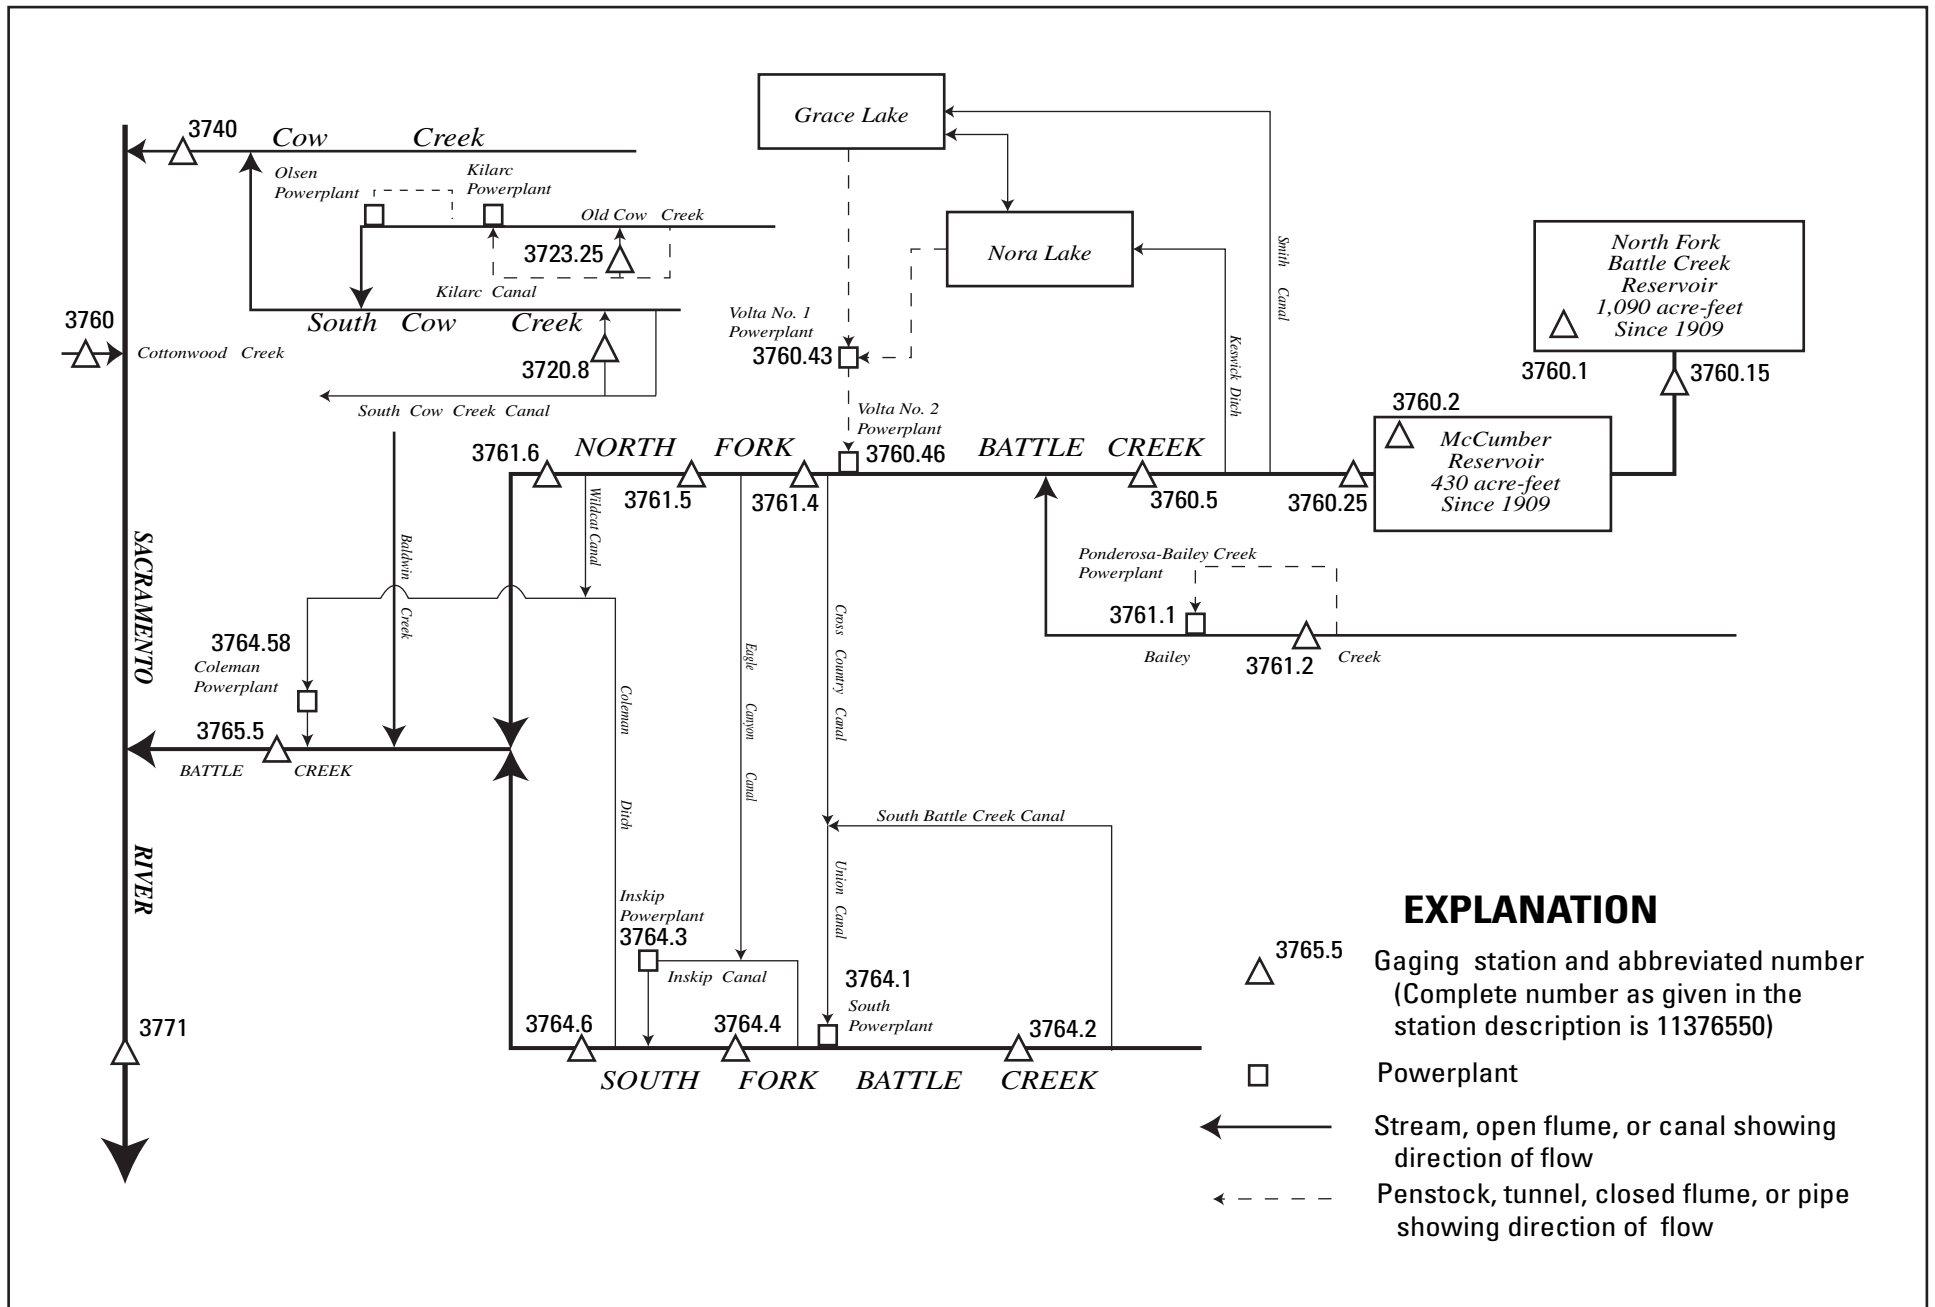 3740
Cow Creek
Olsen
Powerplant
Kilarc
Powerplant
Old Cow Creek
3723.25
Kilarc Canal
South Cow Creek
3760
Cottonwood Creek
3720.8
South Cow Creek Canal
Grace Lake
Nora Lake
Smith Canal
Keswick Ditch
Volta No. 1
Powerplant
3760.43
Volta No. 2
Powerplant
3760.46
North Fork
Battle Creek
Reservoir
1,090 acre-feet
Since 1909
3760.1
3760.15
3760.2
McCumber
Reservoir
430 acre-feet
Since 1909
3761.6
NORTH FORK BATTLE CREEK
3761.5
3761.4
3760.5
3760.25
Wildcat Canal
Baldwin Creek
SACRAMENTO RIVER
Ponderosa-Bailey Creek
Powerplant
3761.1
Bailey Creek
3761.2
Cross Country Canal
Eagle Canyon Canal
Coleman Ditch
3764.58
Coleman
Powerplant
3765.5
BATTLE CREEK
South Battle Creek Canal
Union Canal
Inskip
Powerplant
3764.3
Inskip Canal
3764.1
South
Powerplant
3764.6
3764.4
3764.2
SOUTH FORK BATTLE CREEK
3771
EXPLANATION
3765.5
Gaging station and abbreviated number
(Complete number as given in the
station description is 11376550)
Powerplant
Stream, open flume, or canal showing
direction of flow
Penstock, tunnel, closed flume, or pipe
showing direction of flow